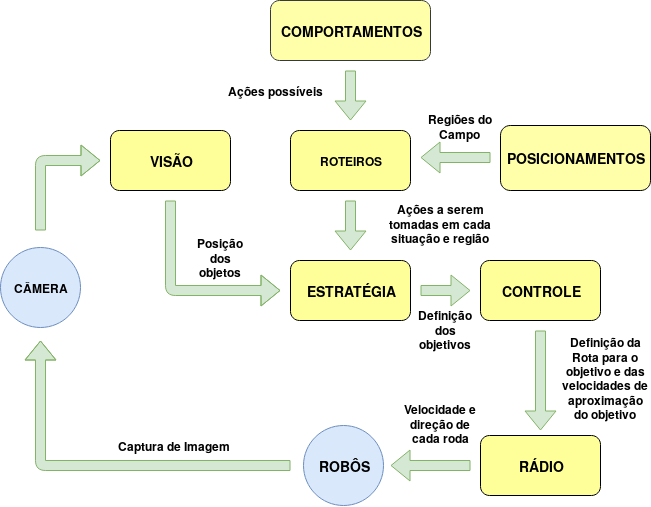 COMPORTAMENTOS
Ações possíveis
Regiões do
Campo
VISÃO
ROTEIROS
POSICIONAMENTOS
Ações a serem
tomadas em cada
situação e região
Posição
dos
objetos
CÂMERA
ESTRATÉGIA
CONTROLE
Definição
dos
objetivos
Definição da
Rota para o
objetivo e das
velocidades de
aproximação
do objetivo
Velocidade e
direção de
cada roda
Captura de Imagem
ROBÔS
RÁDIO